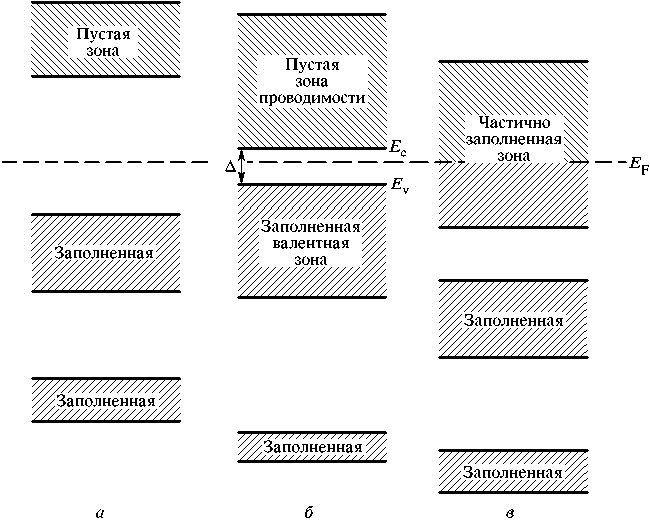 Пустая
зона
Заполненная
Заполненная
а
Пустая
зона
проводимости
E_c
Δ
E_v
Заполненная
валентная
зона
Заполненная
б
Частично
заполненная
зона
E_F
Заполненная
Заполненная
в